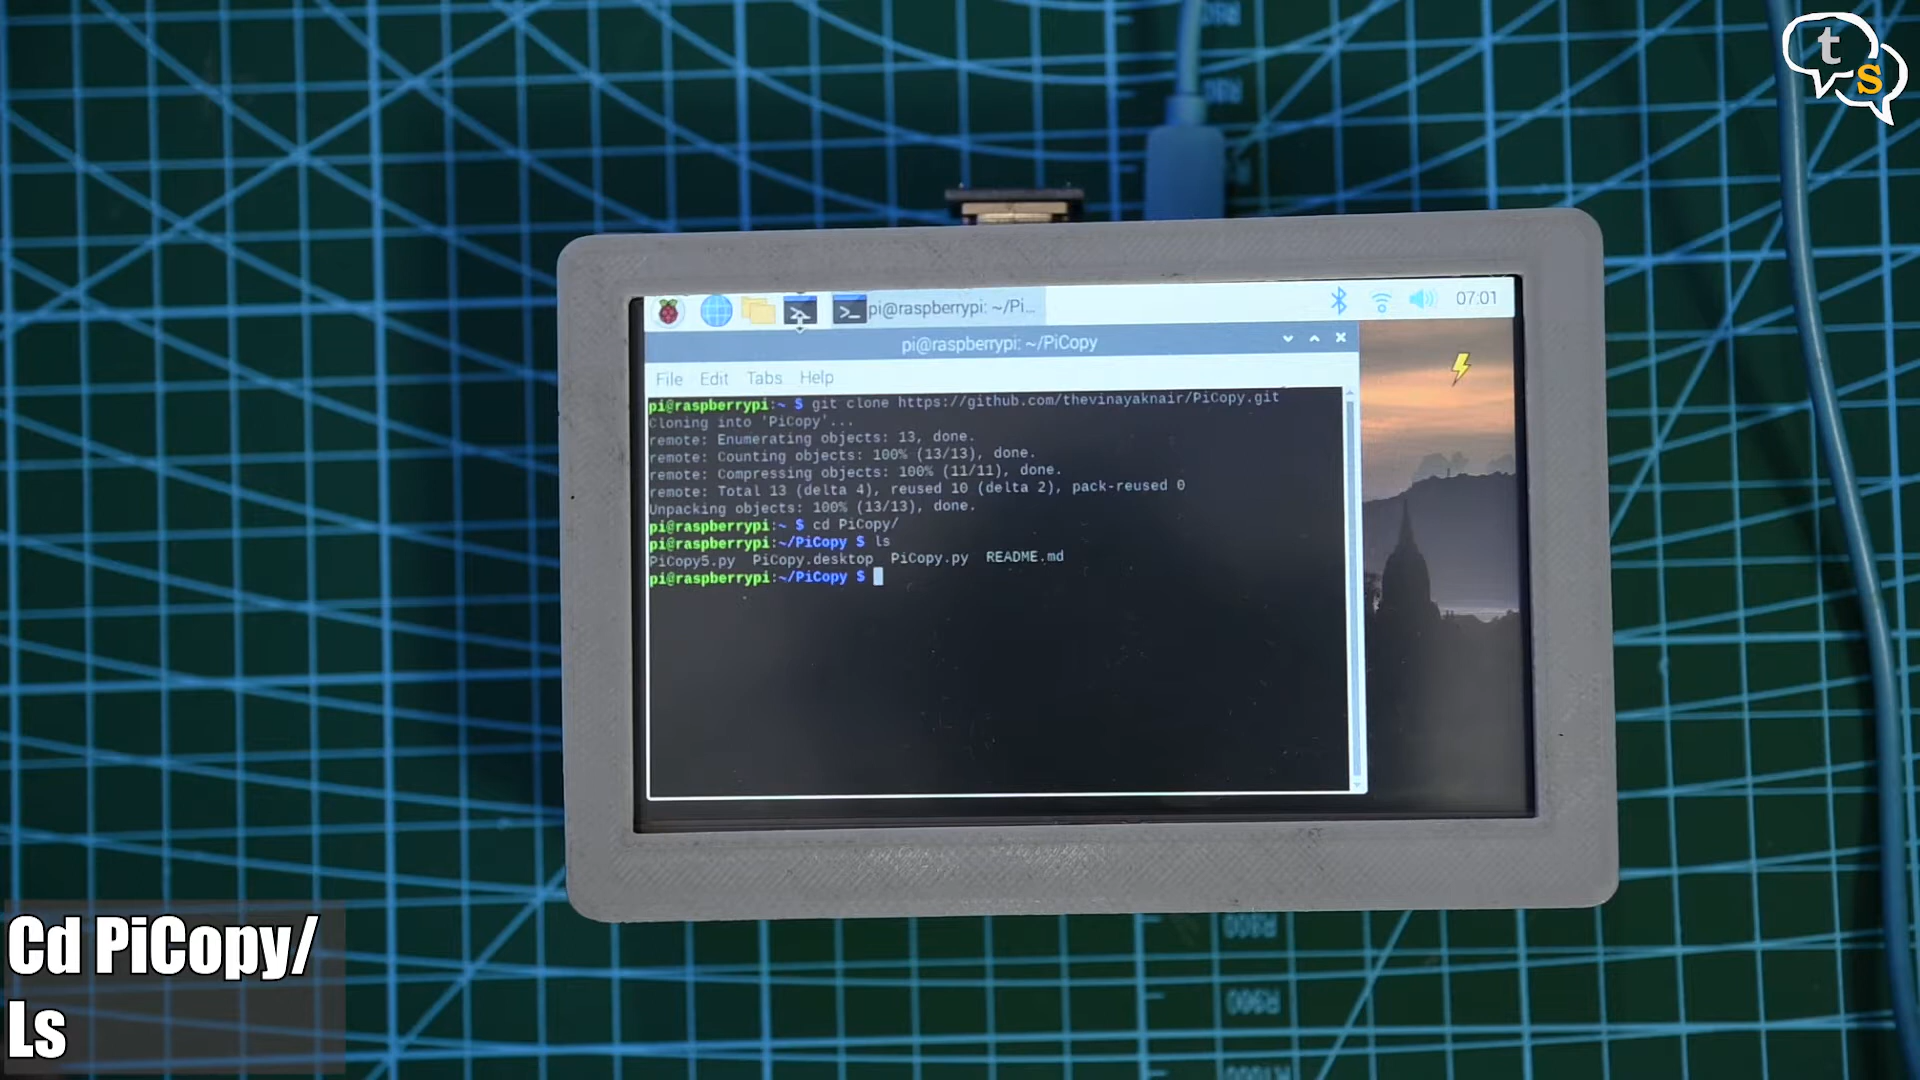 t
s
pi@raspberrypi: ~/Pi...
07:01
pi@raspberrypi: ~/PiCopy
File Edit Tabs Help
pi@raspberrypi:~ $ git clone https://github.com/thevinayaknair/PiCopy.git
Cloning into 'PiCopy'...
remote: Enumerating objects: 13, done.
remote: Counting objects: 100% (13/13), done.
remote: Compressing objects: 100% (11/11), done.
remote: Total 13 (delta 4), reused 10 (delta 2), pack-reused 0
Unpacking objects: 100% (13/13), done.
pi@raspberrypi:~ $ cd PiCopy/
pi@raspberrypi:~/PiCopy $ ls
PiCopy5.py PiCopy.desktop PiCopy.py README.md
pi@raspberrypi:~/PiCopy $
Cd PiCopy/
Ls